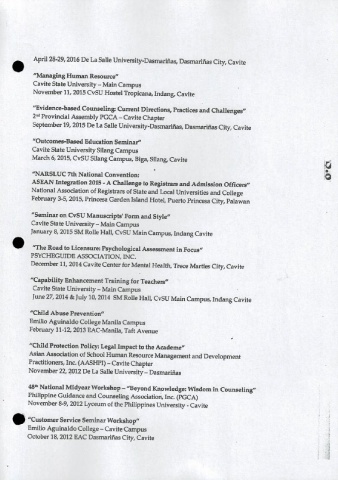 April 28-29, 2016 De La Salle University-Dasmariñas, Dasmariñas City, Cavite
"Managing Human Resource"
Cavite State University – Main Campus
November 11, 2015 CvSU Hostel Tropicana, Indang, Cavite
"Evidence-based Counseling: Current Directions, Practices and Challenges"
2nd Provincial Assembly PGCA – Cavite Chapter
September 19, 2015 De La Salle University-Dasmariñas, Dasmariñas City, Cavite
"Outcomes-Based Education Seminar"
Cavite State University Silang Campus
March 6, 2015, CvSU Silang Campus, Biga, Silang, Cavite
"NARSLUC 7th National Convention:
ASEAN Integration 2015 - A Challenge to Registrars and Admission Officers"
National Association of Registrars of State and Local Universities and College
February 3-5, 2015, Princesa Garden Island Hotel, Puerto Princesa City, Palawan
"Seminar on CvSU Manuscripts' Form and Style"
Cavite State University – Main Campus
January 8, 2015 SM Rolle Hall, CvSU Main Campus, Indang Cavite
"The Road to Licensure: Psychological Assessment in Focus"
PSYCHEGUIDE ASSOCIATION, INC.
December 11, 2014 Cavite Center for Mental Health, Trece Marties City, Cavite
"Capability Enhancement Training for Teachers"
Cavite State University – Main Campus
June 27, 2014 & July 10, 2014 SM Rolle Hall, CvSU Main Campus, Indang Cavite
"Child Abuse Prevention"
Emilio Aguinaldo College Manila Campus
February 11-12, 2013 EAC-Manila, Taft Avenue
"Child Protection Policy: Legal Impact to the Academe"
Asian Association of School Human Resource Management and Development
Practitioners, Inc. (AASHPI) – Cavite Chapter
November 22, 2012 De La Salle University – Dasmariñas
48th National Midyear Workshop – "Beyond Knowledge: Wisdom in Counseling"
Philippine Guidance and Counseling Association, Inc. (PGCA)
November 8-9, 2012 Lyceum of the Philippines University - Cavite
"Customer Service Seminar Workshop"
Emilio Aguinaldo College – Cavite Campus
October 18, 2012 EAC Dasmariñas City, Cavite